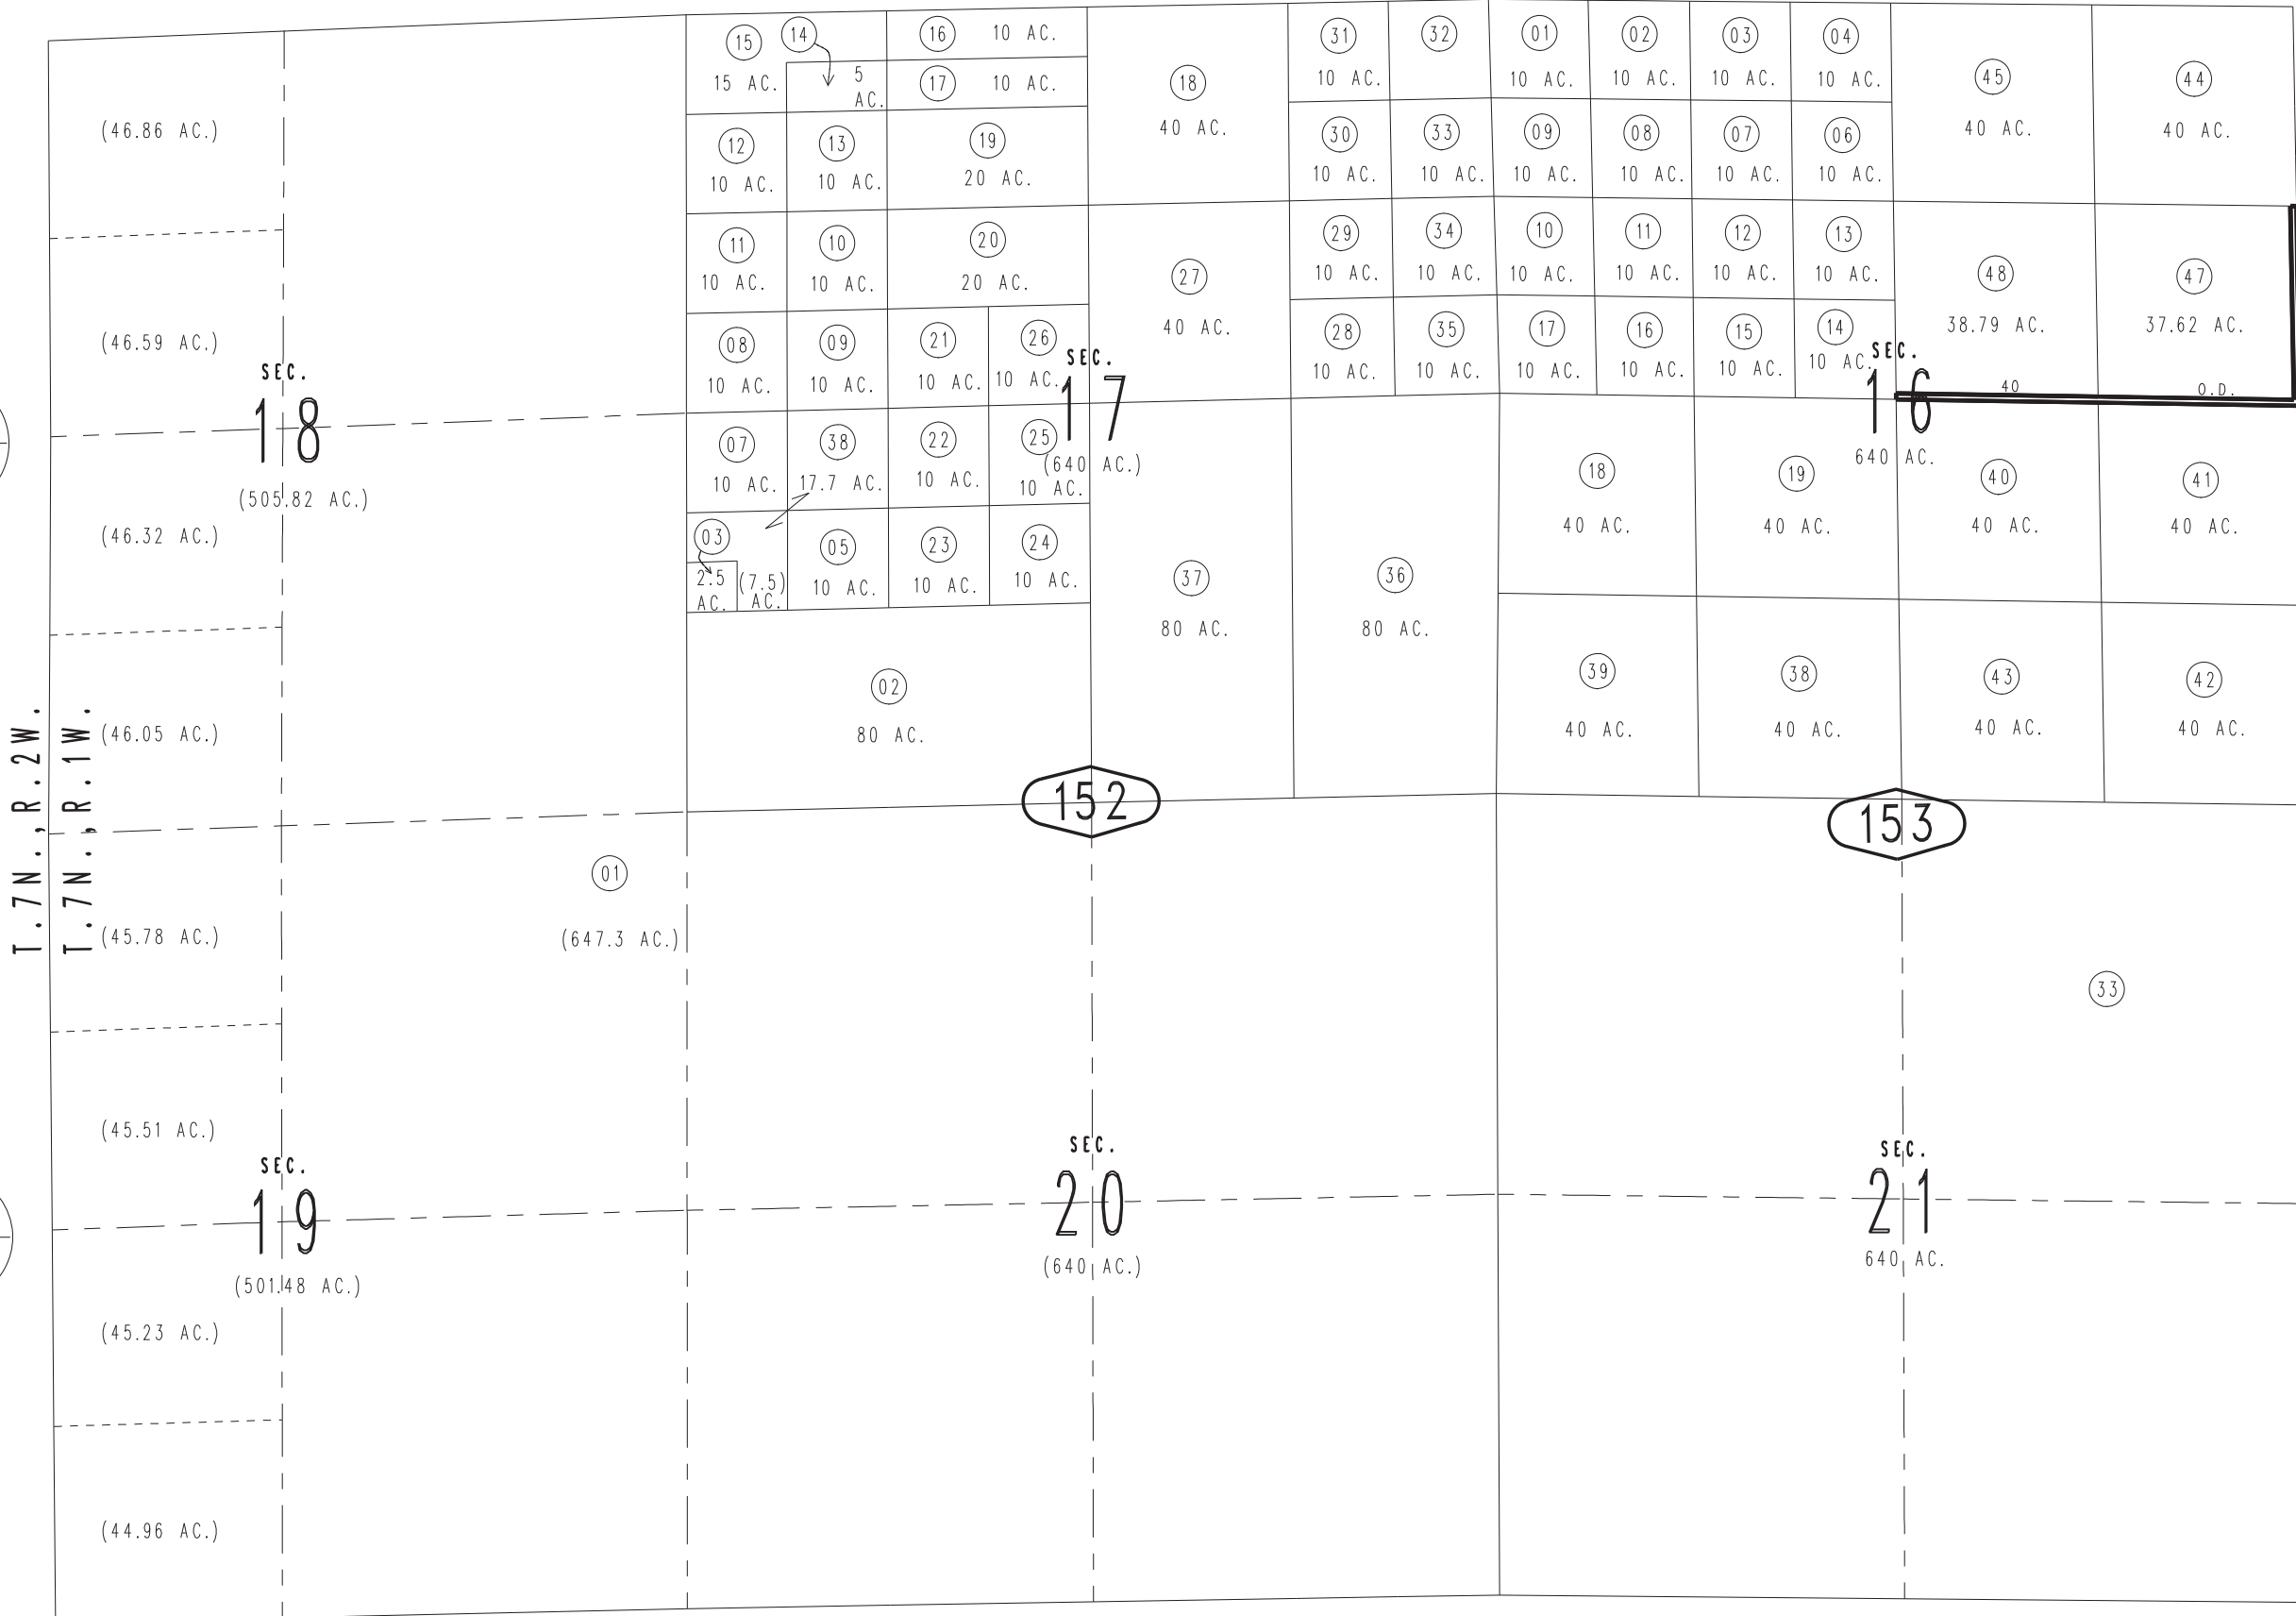 T.7N.,R.2W.
T.7N.,R.1W.
(46.86 AC.)
(46.59 AC.)
SEC.
18
(505.82 AC.)
(46.32 AC.)
(46.05 AC.)
(45.78 AC.)
(45.51 AC.)
SEC.
19
(501.48 AC.)
(45.23 AC.)
(44.96 AC.)
01
(647.3 AC.)
15
15 AC.
14
5
AC.
16 10 AC.
17 10 AC.
12
10 AC.
13
10 AC.
19
20 AC.
11
10 AC.
10
10 AC.
20
20 AC.
08
10 AC.
09
10 AC.
21
10 AC.
26
10 AC.
07
10 AC.
38
17.7 AC.
22
10 AC.
25
10 AC.
03
2.5
AC.
(7.5)
AC.
05
10 AC.
23
10 AC.
24
10 AC.
02
80 AC.
18
40 AC.
27
40 AC.
SEC.
17
(640 AC.)
31
10 AC.
32
30
10 AC.
33
10 AC.
29
10 AC.
34
10 AC.
28
10 AC.
35
10 AC.
37
80 AC.
36
80 AC.
152
SEC.
20
(640 AC.)
01
10 AC.
02
10 AC.
03
10 AC.
04
10 AC.
09
10 AC.
08
10 AC.
07
10 AC.
06
10 AC.
10
10 AC.
11
10 AC.
12
10 AC.
13
10 AC.
17
10 AC.
16
10 AC.
15
10 AC.
14
10 AC.
45
40 AC.
44
40 AC.
48
38.79 AC.
47
37.62 AC.
40
O.D.
SEC.
16
640 AC.
18
40 AC.
19
40 AC.
40
40 AC.
41
40 AC.
39
40 AC.
38
40 AC.
43
40 AC.
42
40 AC.
153
33
SEC.
21
640 AC.